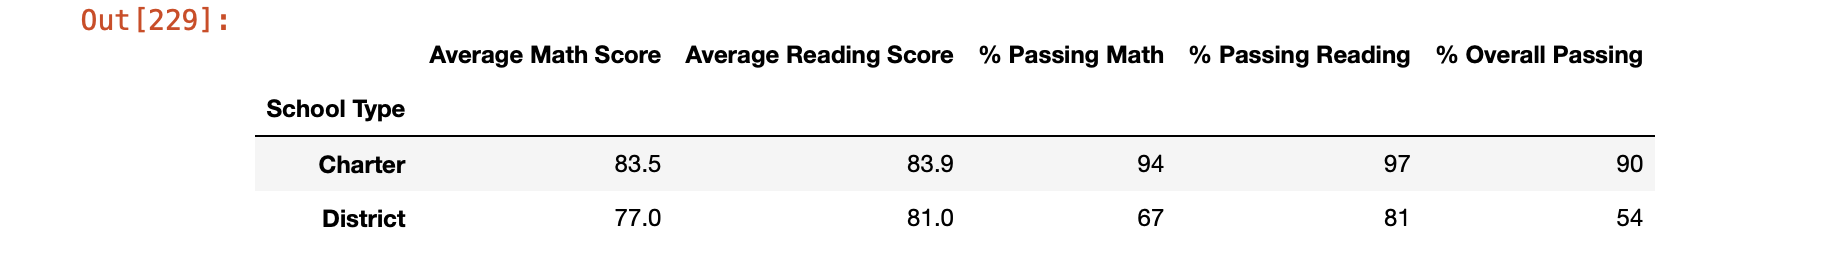 Out[229]:
Average Math Score Average Reading Score % Passing Math % Passing Reading % Overall Passing
School Type
Charter 83.5 83.9 94 97 90
District 77.0 81.0 67 81 54